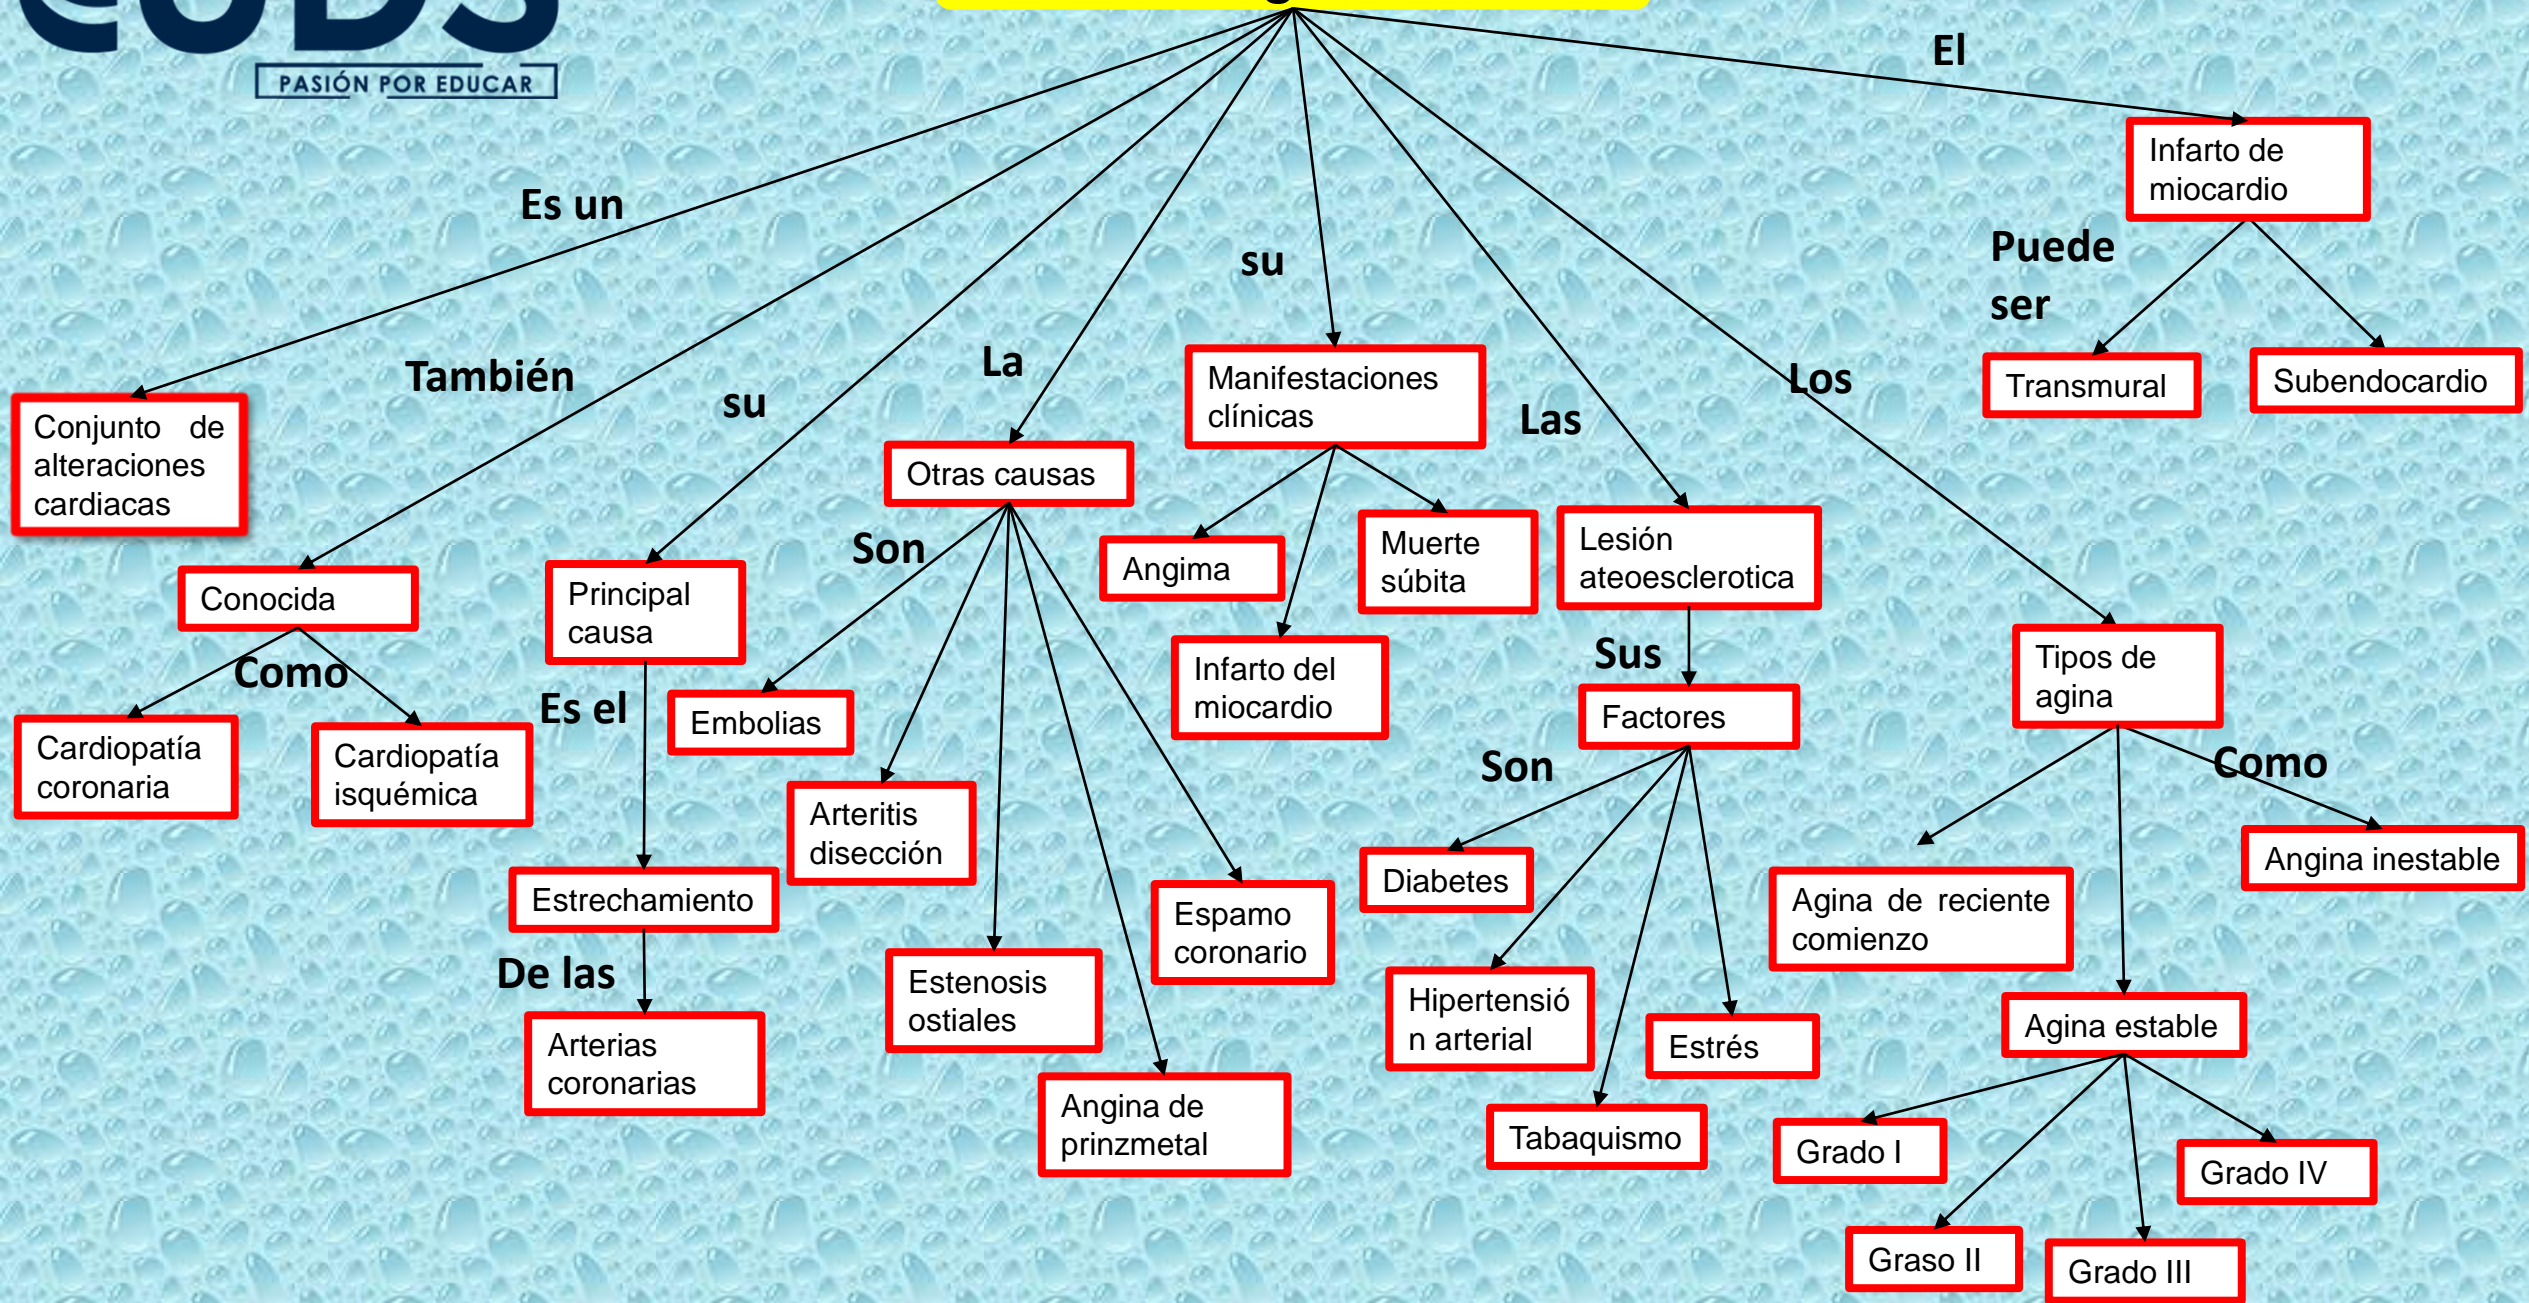 PASIÓN POR EDUCAR
El
Infarto de
miocardio
Es un
su
Puede
ser
La
También
su
Manifestaciones
clínicas
Las
Los
Transmural
Subendocardio
Conjunto de
alteraciones
cardiacas
Otras causas
Son
Angima
Muerte
súbita
Lesión
ateoesclerotica
Conocida
Principal
causa
Como
Infarto del
miocardio
Sus
Tipos de
agina
Cardiopatía
coronaria
Cardiopatía
isquémica
Es el
Embolias
Factores
Son
Como
Arteritis
disección
Diabetes
Angina inestable
Estrechamiento
Espamo
coronario
Agina de reciente
comienzo
De las
Estenosis
ostiales
Hipertensió
n arterial
Estrés
Agina estable
Arterias
coronarias
Angina de
prinzmetal
Tabaquismo
Grado I
Grado IV
Graso II
Grado III